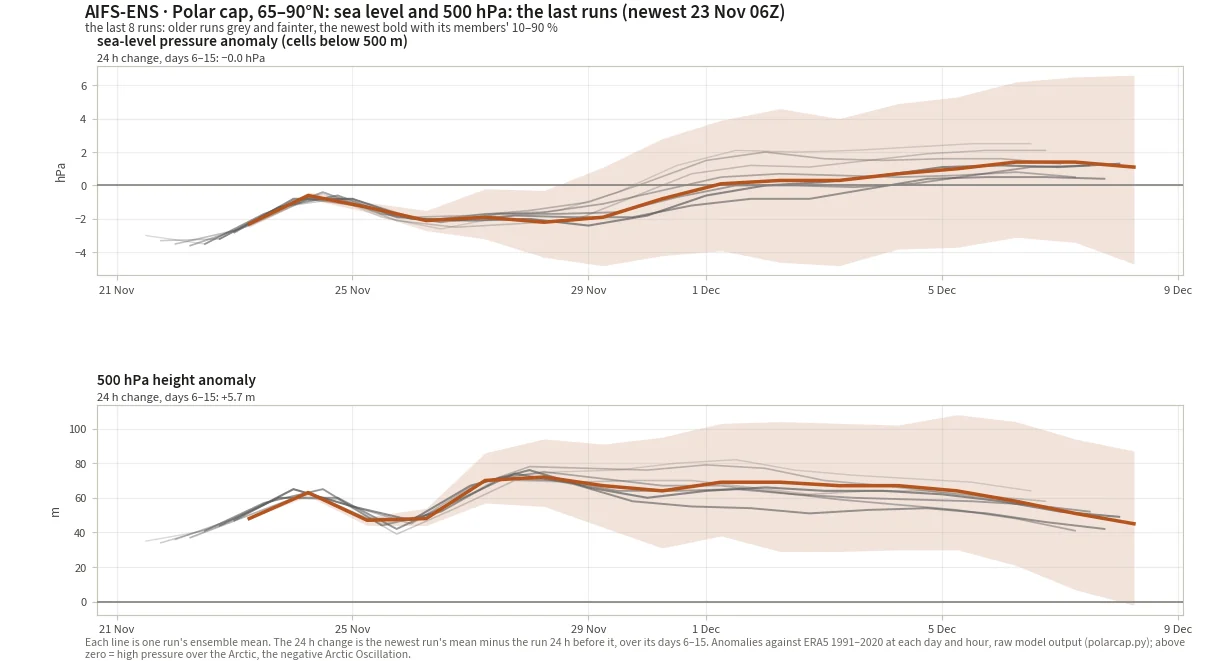 AIFS-ENS · Polar cap, 65–90°N: sea level and 500 hPa: the last runs (newest 23 Nov 06Z)
the last 8 runs: older runs grey and fainter, the newest bold with its members' 10–90 %
sea-level pressure anomaly (cells below 500 m)
24 h change, days 6–15: −0.0 hPa
6
4
2
0
−2
−4
hPa
21 Nov
25 Nov
29 Nov
1 Dec
5 Dec
9 Dec
500 hPa height anomaly
24 h change, days 6–15: +5.7 m
100
80
60
40
20
0
m
21 Nov
25 Nov
29 Nov
1 Dec
5 Dec
9 Dec
Each line is one run's ensemble mean. The 24 h change is the newest run's mean minus the run 24 h before it, over its days 6–15. Anomalies against ERA5 1991–2020 at each day and hour, raw model output (polarcap.py); above
zero = high pressure over the Arctic, the negative Arctic Oscillation.